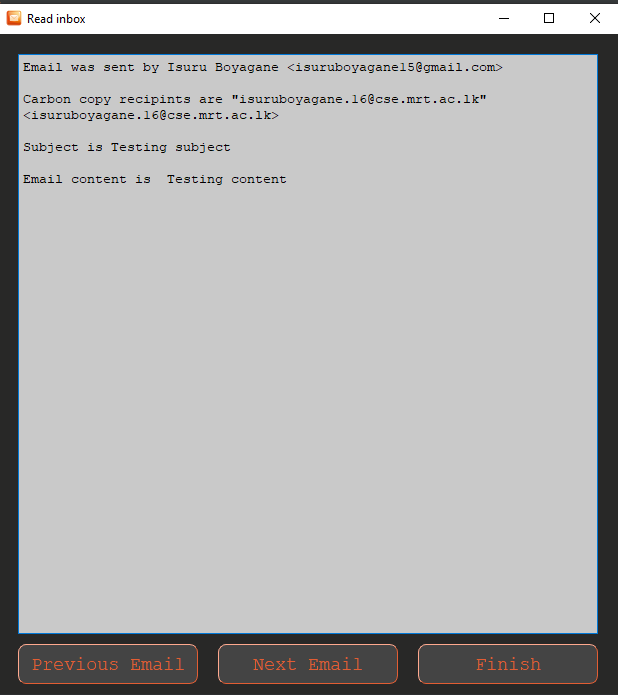 Read inbox
Email was sent by Isuru Boyagane <isuruboyagane15@gmail.com>
Carbon copy recipints are "isuruboyagane.16@cse.mrt.ac.lk"
<isuruboyagane.16@cse.mrt.ac.lk>
Subject is Testing subject
Email content is  Testing content
Previous Email
Next Email
Finish